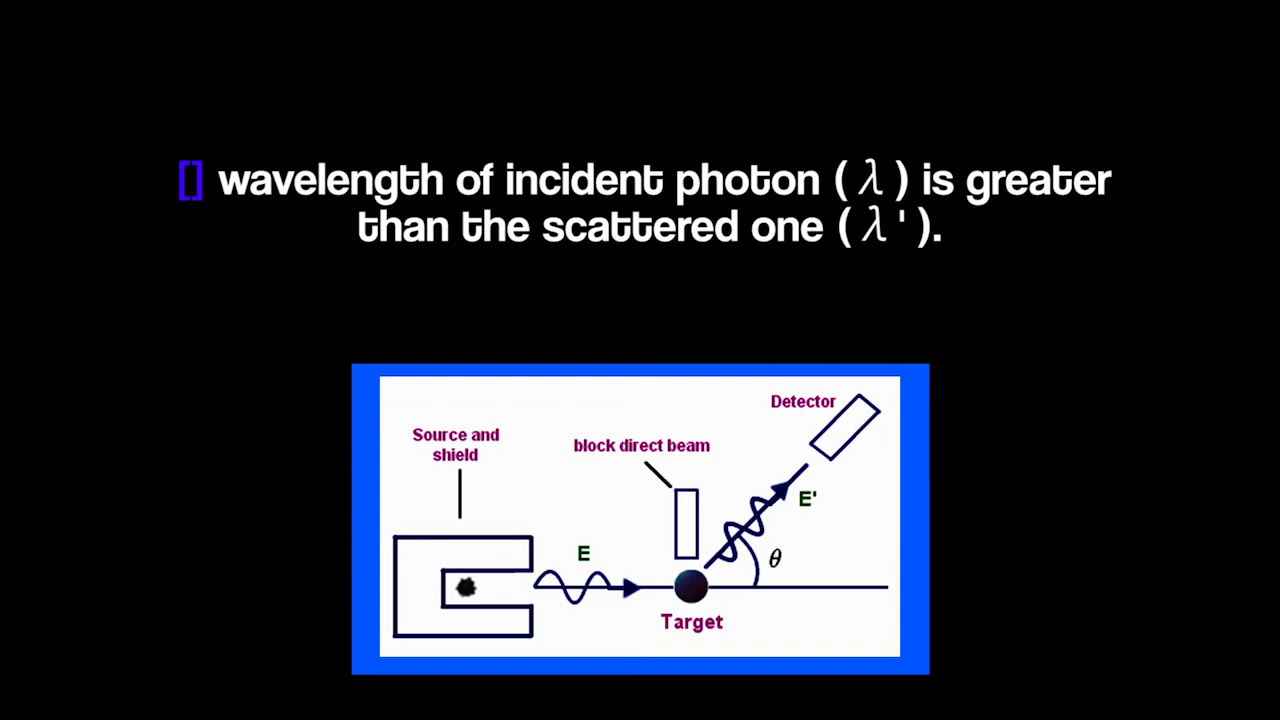 [] wavelength of incident photon ( λ ) is greater
than the scattered one ( λ ' ).
Detector
Source and
shield
block direct beam
E'
E
θ
Target